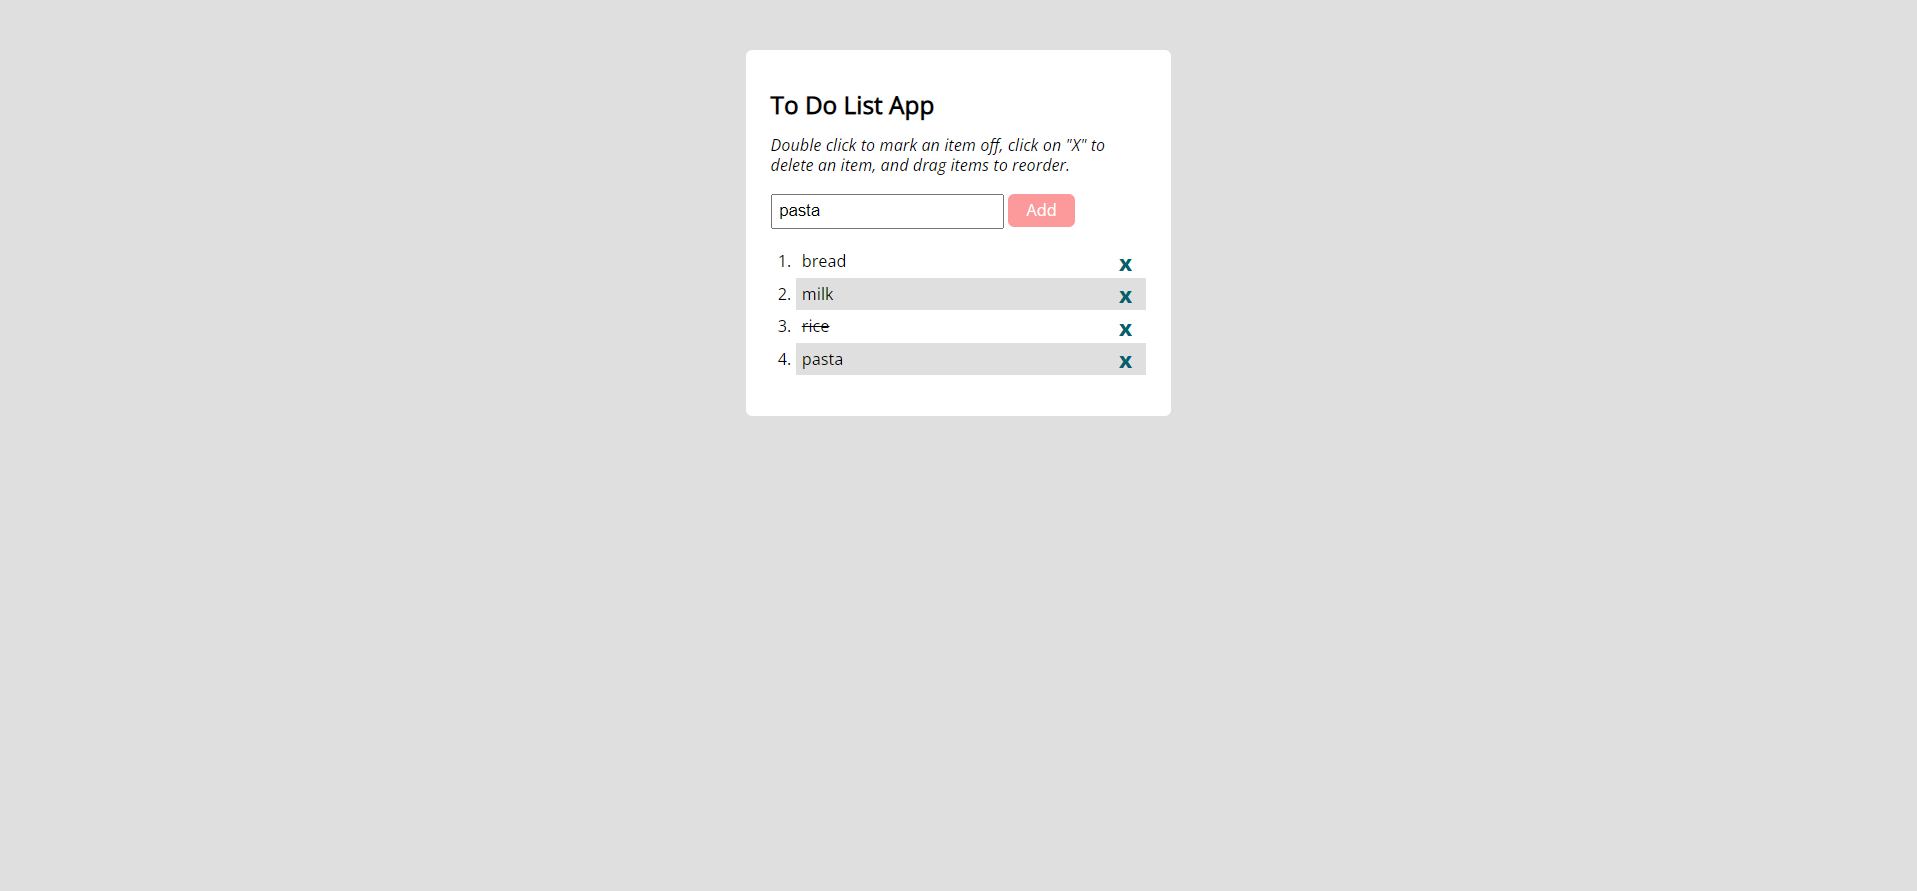 To Do List App
Double click to mark an item off, click on "X" to
delete an item, and drag items to reorder.
pasta Add
1. bread x
2. milk x
3. rice x
4. pasta x